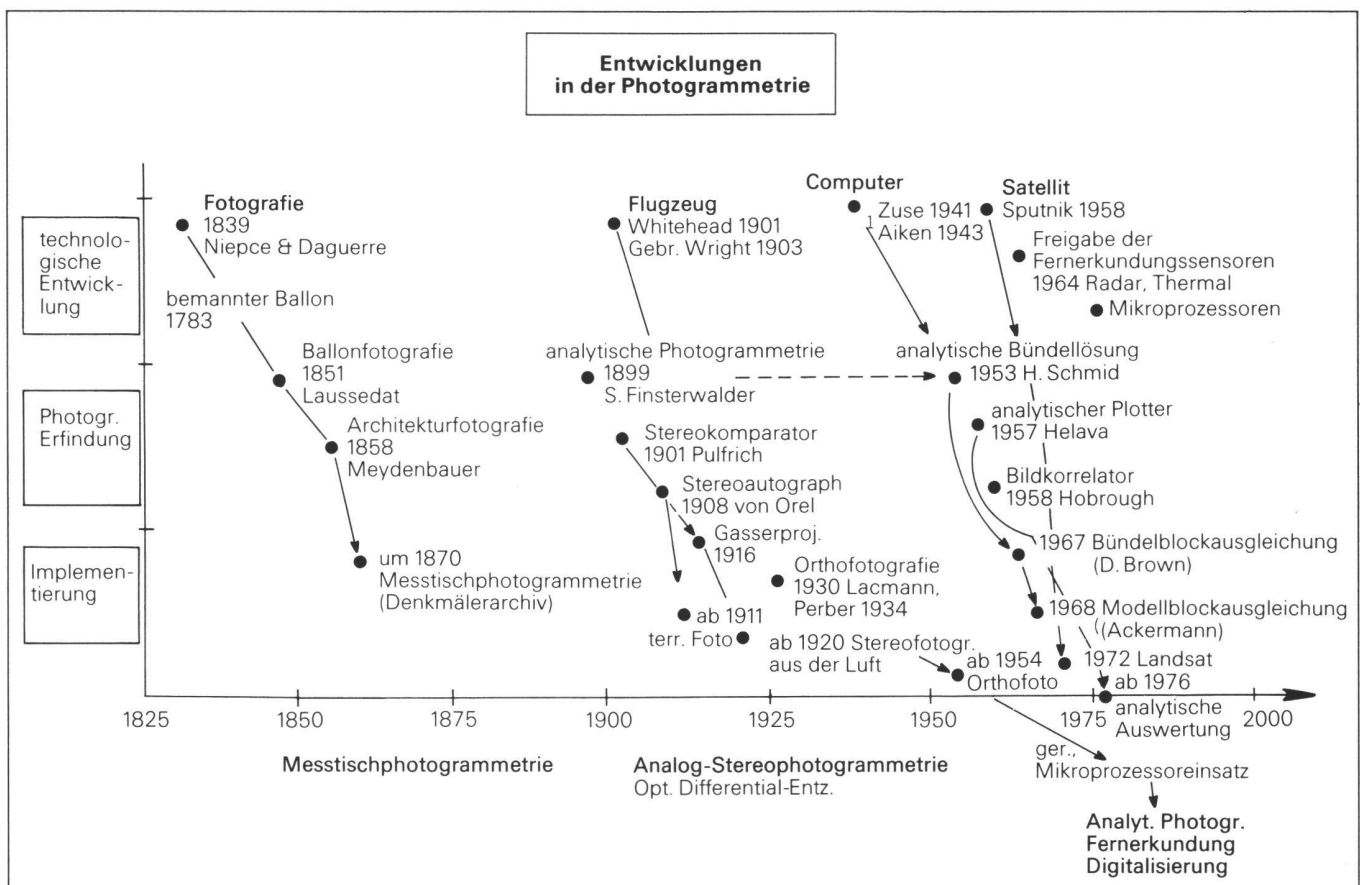 Entwicklungen
in der Photogrammetrie
technolo-
gische
Entwick-
lung
Photogr.
Erfindung
Implemen-
tierung
Fotografie
1839
Niepce & Daguerre
bemannter Ballon
1783
Ballonfotografie
1851
Laussedat
Architekturfotografie
1858
Meydenbauer
um 1870
Messtischphotogrammetrie
(Denkmälerarchiv)
Flugzeug
Whitehead 1901
Gebr. Wright 1903
analytische Photogrammetrie
1899
S. Finsterwalder
Stereokomparator
1901 Pulfrich
Stereoautograph
1908 von Orel
Gasserproj.
1916
ab 1911
terr. Foto
Orthofotografie
1930 Lacmann,
Perber 1934
ab 1920 Stereofotogr.
aus der Luft
ab 1954
Orthofoto
Computer
Zuse 1941
Aiken 1943
Satellit
Sputnik 1958
Freigabe der
Fernerkundungssensoren
1964 Radar, Thermal
Mikroprozessoren
analytische Bündellösung
1953 H. Schmid
analytischer Plotter
1957 Helava
Bildkorrelator
1958 Hobrough
1967 Bündelblockausgleichung
(D. Brown)
1968 Modellblockausgleichung
(Ackermann)
1972 Landsat
ab 1976
analytische
Auswertung
1825 1850 1875 1900 1925 1950 1975 2000
Messtischphotogrammetrie
Analog-Stereophotogrammetrie
Opt. Differential-Entz.
ger.,
Mikroprozessoreinsatz
Analyt. Photogr.
Fernerkundung
Digitalisierung